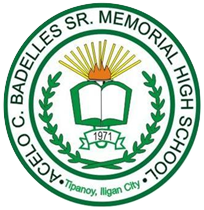 ACELO C. BADELLES SR. MEMORIAL HIGH SCHOOL
1971
Tipanoy, Iligan City